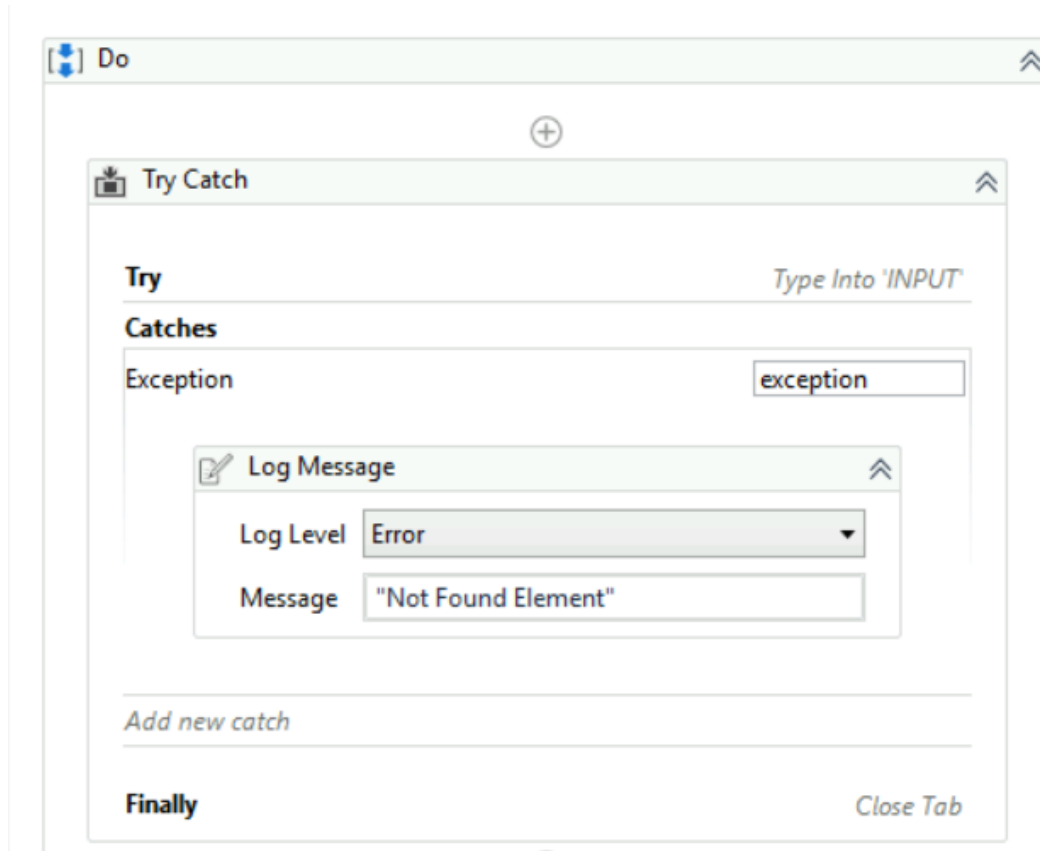 Do
Try Catch
Try Type Into 'INPUT'
Catches
Exception exception
Log Message
Log Level Error
Message "Not Found Element"
Add new catch
Finally Close Tab